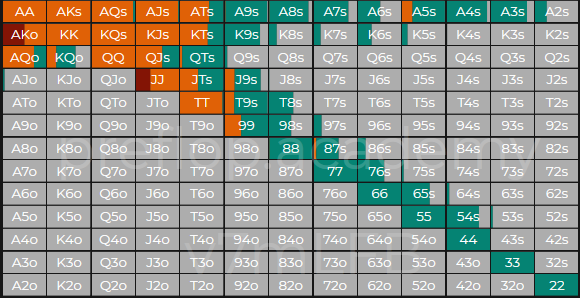 AA AKs AQs AJs ATs A9s A8s A7s A6s A5s A4s A3s A2s
AKo KK KQs KJs KTs K9s K8s K7s K6s K5s K4s K3s K2s
AQo KQo QQ QJs QTs Q9s Q8s Q7s Q6s Q5s Q4s Q3s Q2s
AJo KJo QJo JJ JTs J9s J8s J7s J6s J5s J4s J3s J2s
ATo KTo QTo JTo TT T9s T8s T7s T6s T5s T4s T3s T2s
A9o K9o Q9o J9o T9o 99 98s 97s 96s 95s 94s 93s 92s
A8o K8o Q8o J8o T8o 98o 88 87s 86s 85s 84s 83s 82s
A7o K7o Q7o J7o T7o 97o 87o 77 76s 75s 74s 73s 72s
A6o K6o Q6o J6o T6o 96o 86o 76o 66 65s 64s 63s 62s
A5o K5o Q5o J5o T5o 95o 85o 75o 65o 55 54s 53s 52s
A4o K4o Q4o J4o T4o 94o 84o 74o 64o 54o 44 43s 42s
A3o K3o Q3o J3o T3o 93o 83o 73o 63o 53o 43o 33 32s
A2o K2o Q2o J2o T2o 92o 82o 72o 62o 52o 42o 32o 22